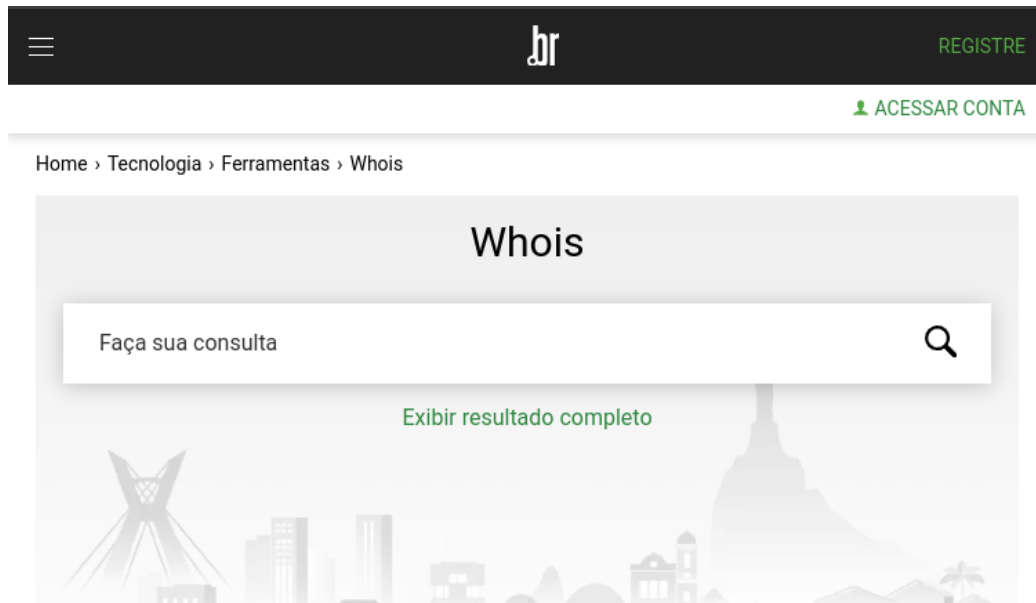 .br
REGISTRE
ACESSAR CONTA
Home › Tecnologia › Ferramentas › Whois
Whois
Faça sua consulta
Exibir resultado completo